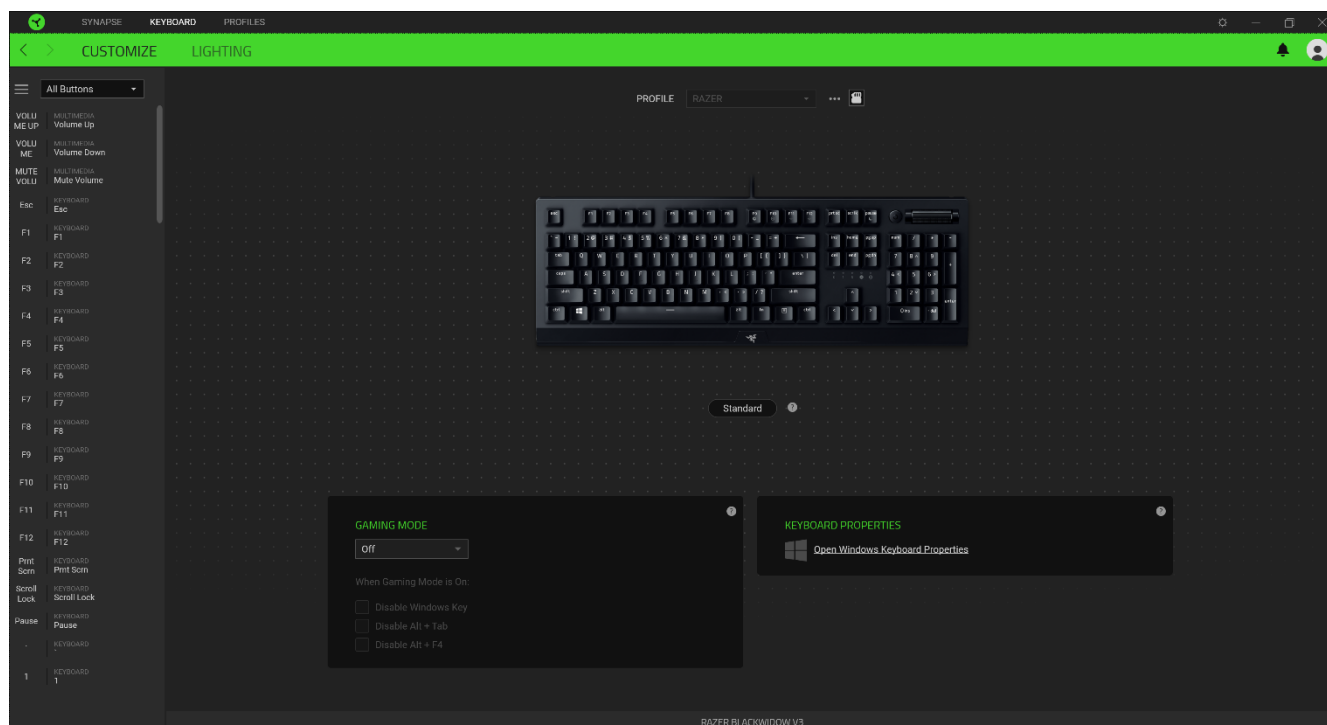 SYNAPSE KEYBOARD PROFILES
CUSTOMIZE LIGHTING
All Buttons
PROFILE RAZER
VOLU
ME UP
MULTIMEDIA
Volume Up
VOLU
ME
MULTIMEDIA
Volume Down
MUTE
VOLU
MULTIMEDIA
Mute Volume
Esc
KEYBOARD
Esc
F1
KEYBOARD
F1
F2
KEYBOARD
F2
F3
KEYBOARD
F3
F4
KEYBOARD
F4
F5
KEYBOARD
F5
F6
KEYBOARD
F6
F7
KEYBOARD
F7
F8
KEYBOARD
F8
F9
KEYBOARD
F9
F10
KEYBOARD
F10
F11
KEYBOARD
F11
F12
KEYBOARD
F12
Prnt
Scrn
KEYBOARD
Prnt Scrn
Scroll
Lock
KEYBOARD
Scroll Lock
Pause
KEYBOARD
Pause
`
KEYBOARD
`
1
KEYBOARD
1
Standard
GAMING MODE
Off
When Gaming Mode is On:
Disable Windows Key
Disable Alt + Tab
Disable Alt + F4
KEYBOARD PROPERTIES
Open Windows Keyboard Properties
RAZER BLACKWIDOW V3